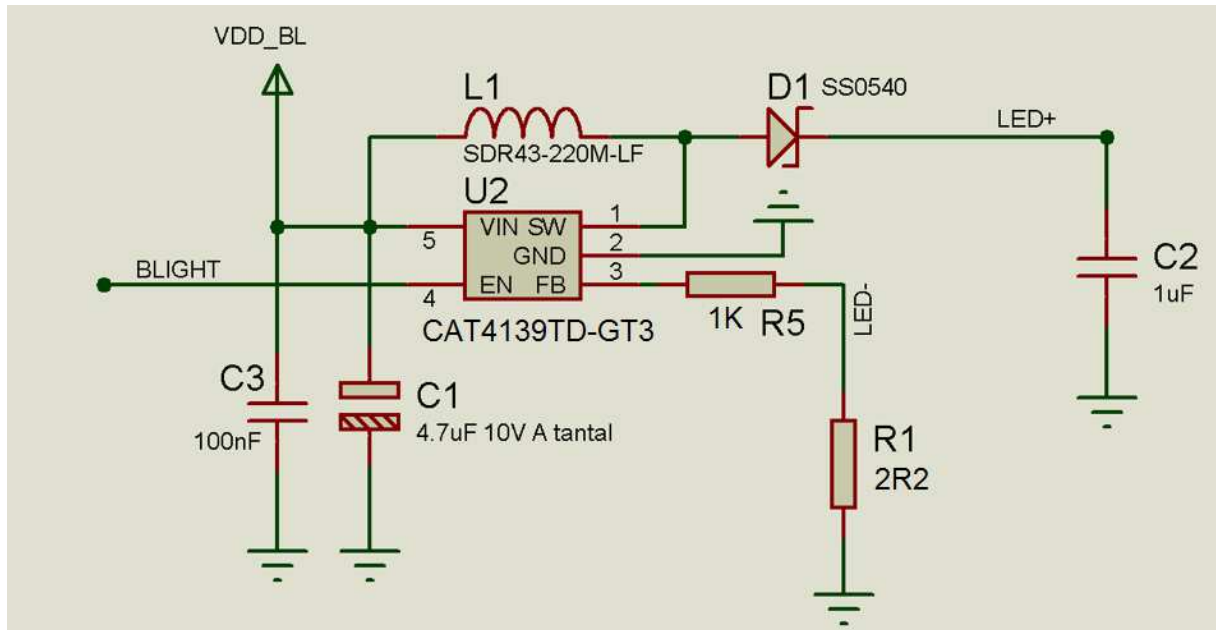 VDD_BL
L1
SDR43-220M-LF
D1 SS0540
LED+
U2
VIN SW
GND
EN FB
5
4
1
2
3
BLIGHT
CAT4139TD-GT3
1K R5
LED-
C2
1uF
C3
100nF
C1
4.7uF 10V A tantal
R1
2R2